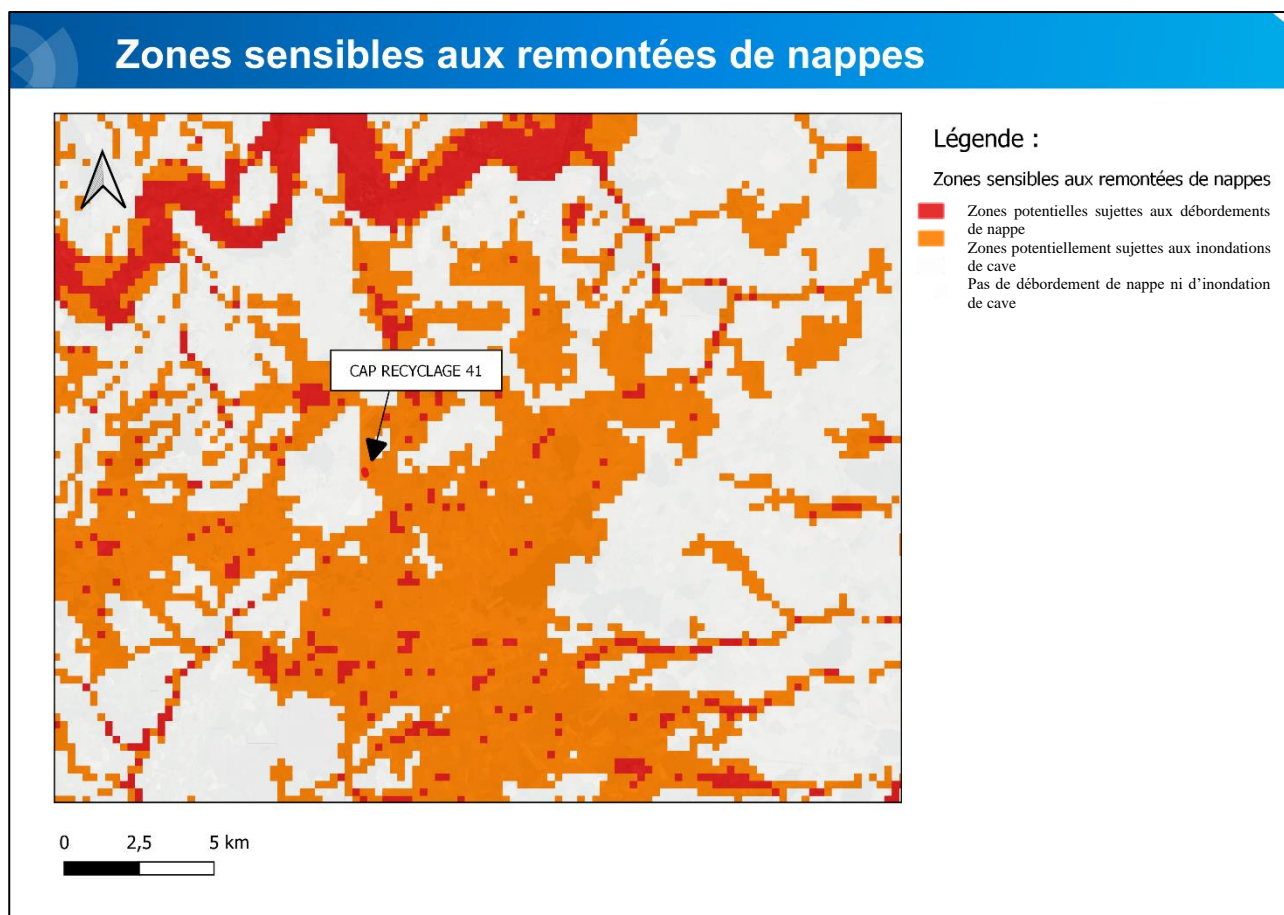 Zones sensibles aux remontées de nappes
Légende :
Zones sensibles aux remontées de nappes
Zones potentielles sujettes aux débordements
de nappe
Zones potentiellement sujettes aux inondations
de cave
Pas de débordement de nappe ni d'inondation
de cave
CAP RECYCLAGE 41
0 2,5 5 km